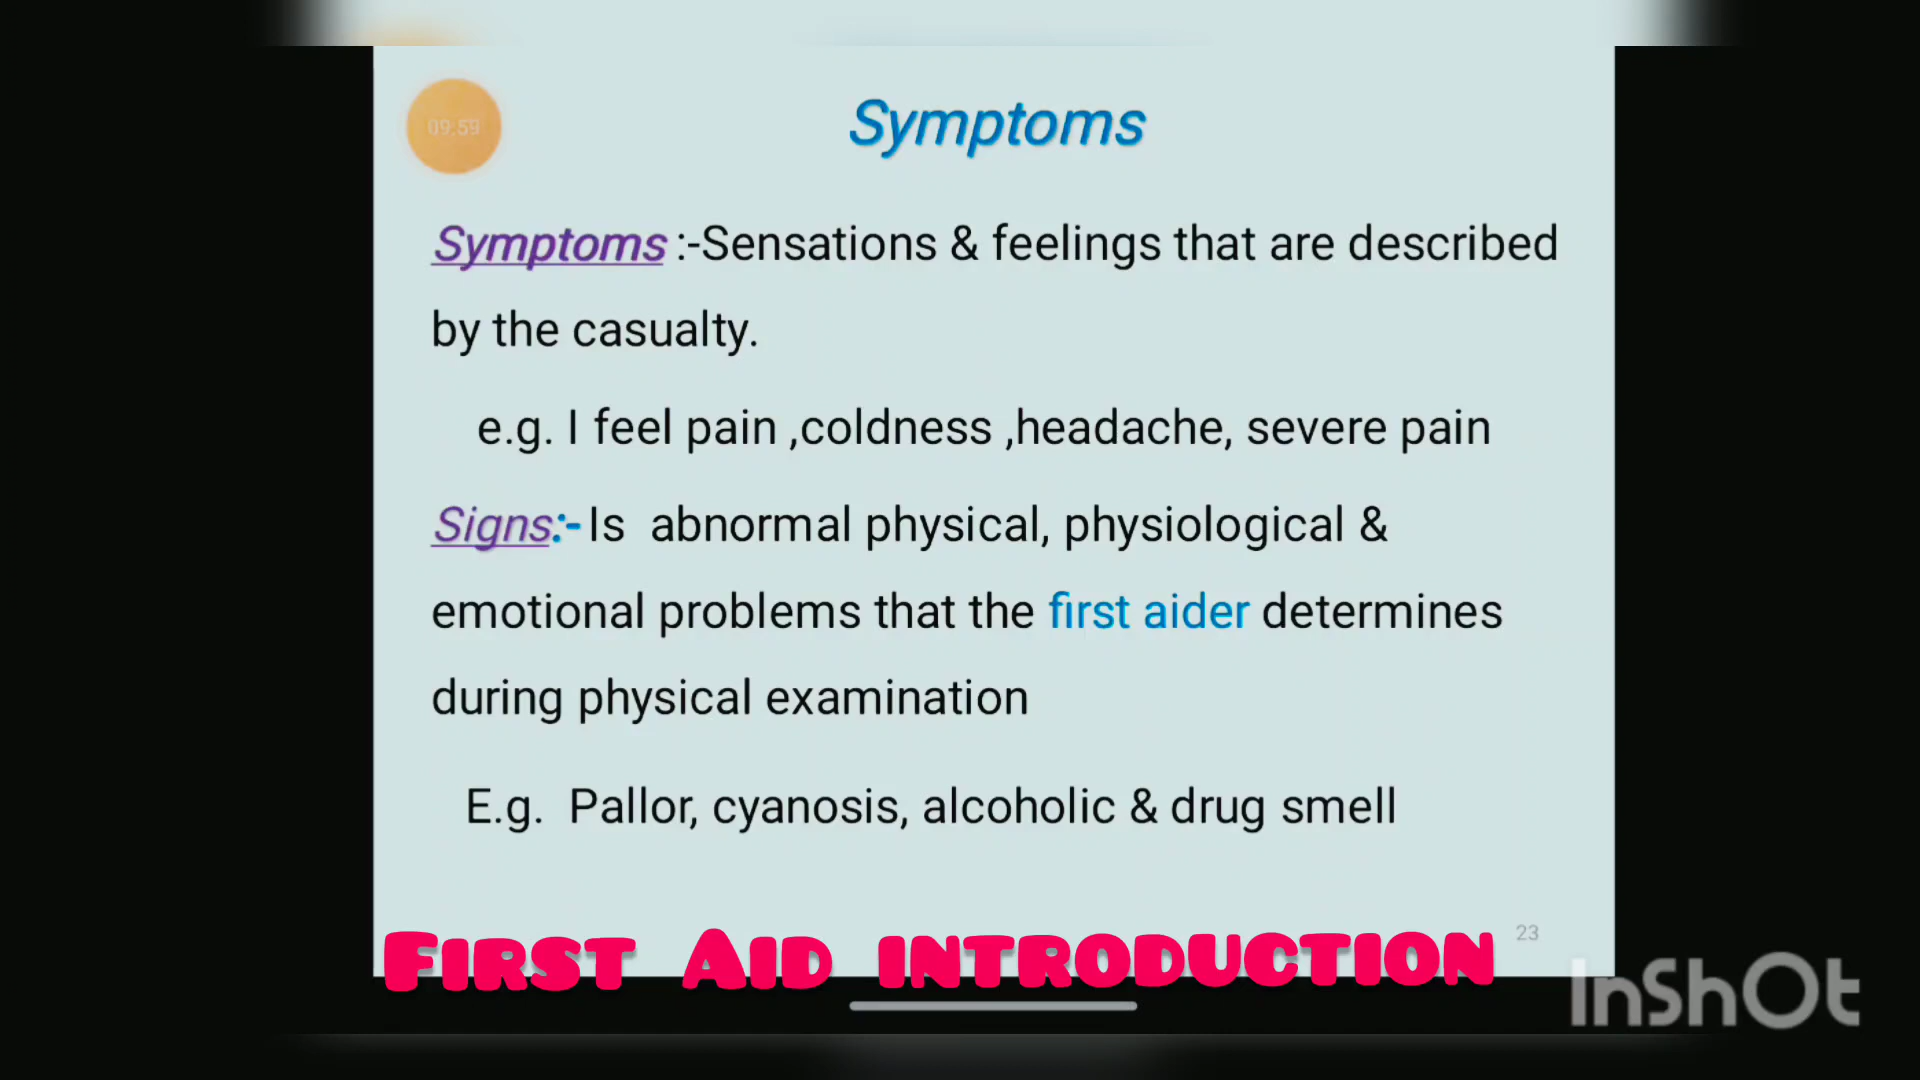 09:59
Symptoms
Symptoms :-Sensations & feelings that are described
by the casualty.
e.g. I feel pain ,coldness ,headache, severe pain
Signs:- Is abnormal physical, physiological &
emotional problems that the first aider determines
during physical examination
E.g. Pallor, cyanosis, alcoholic & drug smell
23
First Aid introduction
InShOt